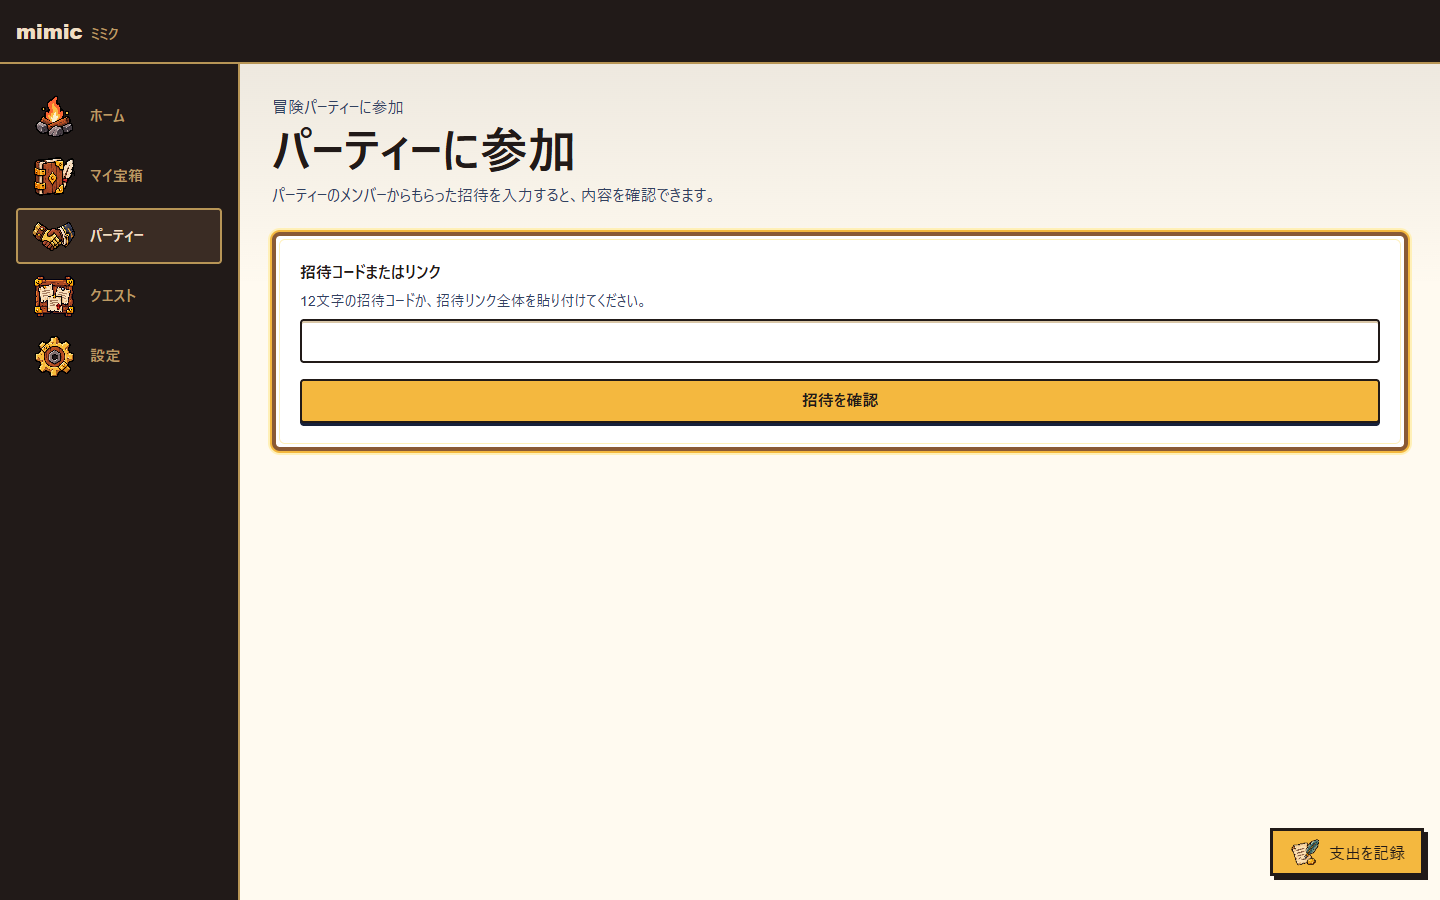 mimic ミミク
ホーム
マイ宝箱
パーティー
クエスト
設定
冒険パーティーに参加
パーティーに参加
パーティーのメンバーからもらった招待を入力すると、内容を確認できます。
招待コードまたはリンク
12文字の招待コードか、招待リンク全体を貼り付けてください。
招待を確認
支出を記録